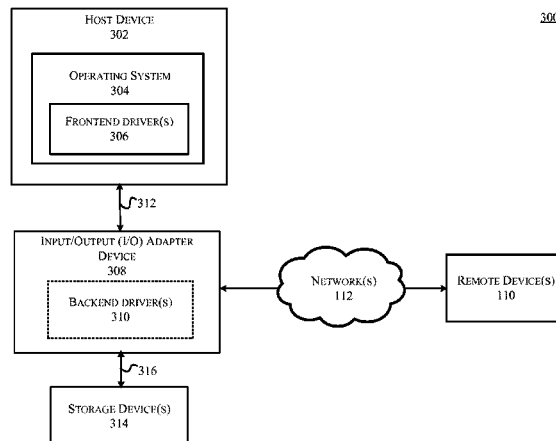 HOST DEVICE
302
300
OPERATING SYSTEM
304
FRONTEND DRIVER(S)
306
312
INPUT/OUTPUT (I/O) ADAPTER
DEVICE
308
BACKEND DRIVER(S)
310
NETWORK(S)
112
REMOTE DEVICE(S)
110
316
STORAGE DEVICE(S)
314